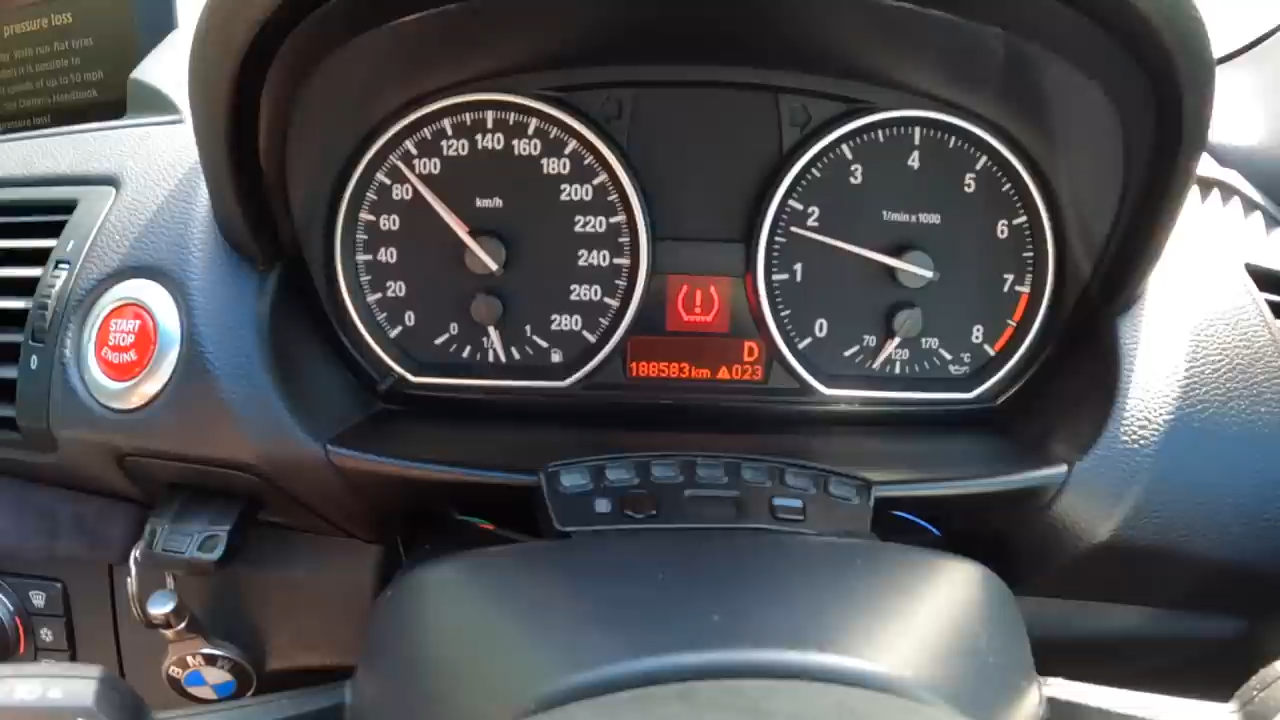 pressure loss
with run-flat tyres
it is possible to
speeds of up to 50 mph
Owner's Handbook
pressure loss!
0
20
40
60
80
100
120
140
160
180
200
220
240
260
280
km/h
0
1
0
1
2
3
4
5
6
7
8
1/min x 1000
70
120
170
°C
D
188583km 023
START
STOP
ENGINE
0
BMW